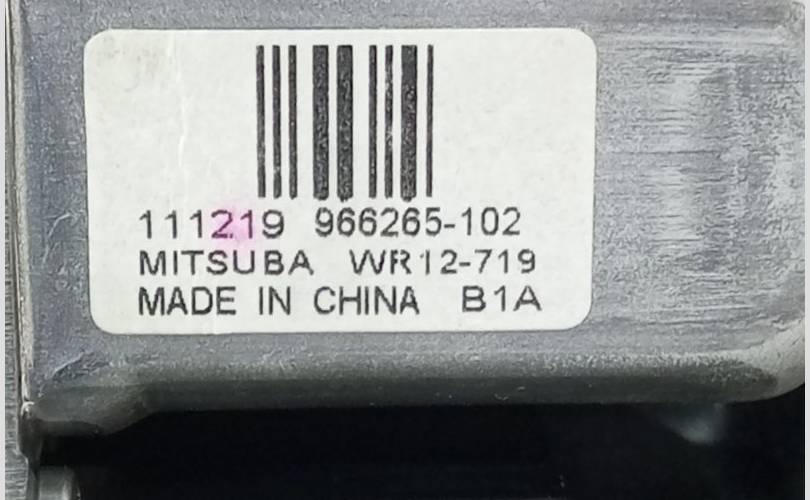 111219 966265-102
MITSUBA WR12-719
MADE IN CHINA B1A